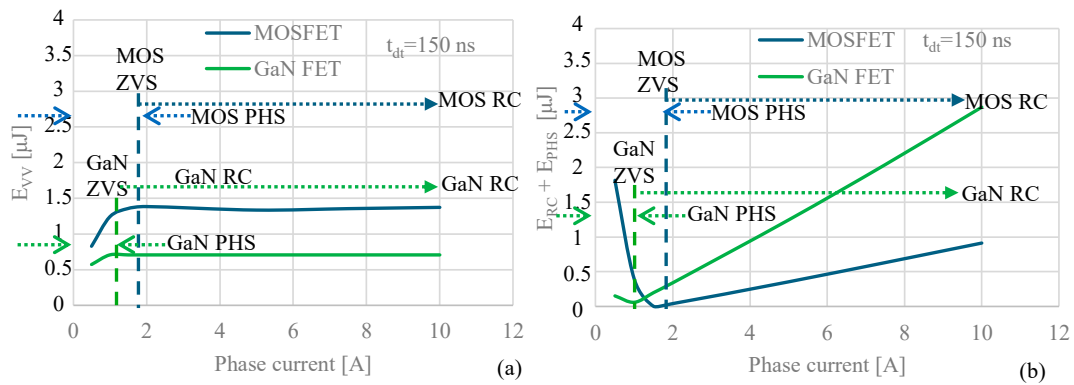 4
3.5
3
2.5
2
1.5
1
0.5
0
E_VV [µJ]
MOSFET
GaN FET
t_dt=150 ns
MOS
ZVS
MOS RC
MOS PHS
GaN
ZVS
GaN RC
GaN RC
GaN PHS
0 2 4 6 8 10 12
Phase current [A]
(a)
4
3.5
3
2.5
2
1.5
1
0.5
0
E_RC + E_PHS [µJ]
MOSFET
GaN FET
t_dt=150 ns
MOS
ZVS
MOS RC
MOS PHS
GaN
ZVS
GaN RC
GaN PHS
0 2 4 6 8 10 12
Phase current [A]
(b)